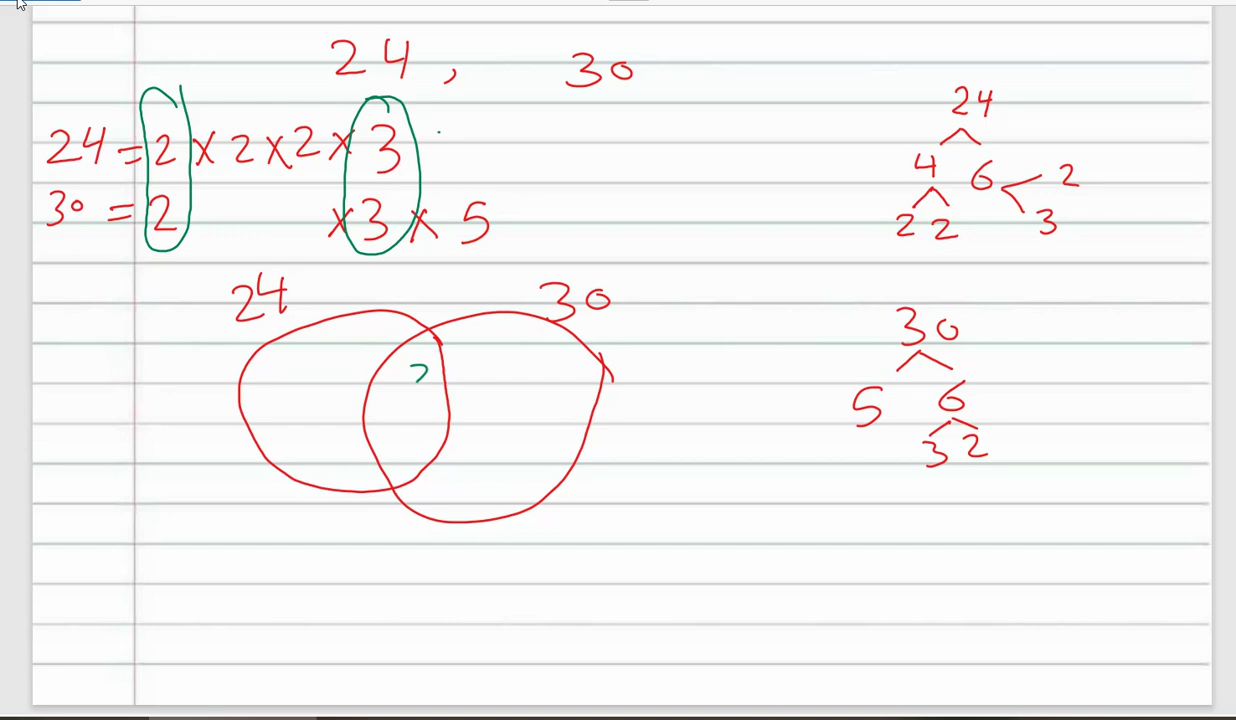 24, 30
24 = 2 × 2 × 2 × 3
30 = 2 × 3 × 5
24
4 6
2 2 2 3
24 30
2
30
5 6
3 2